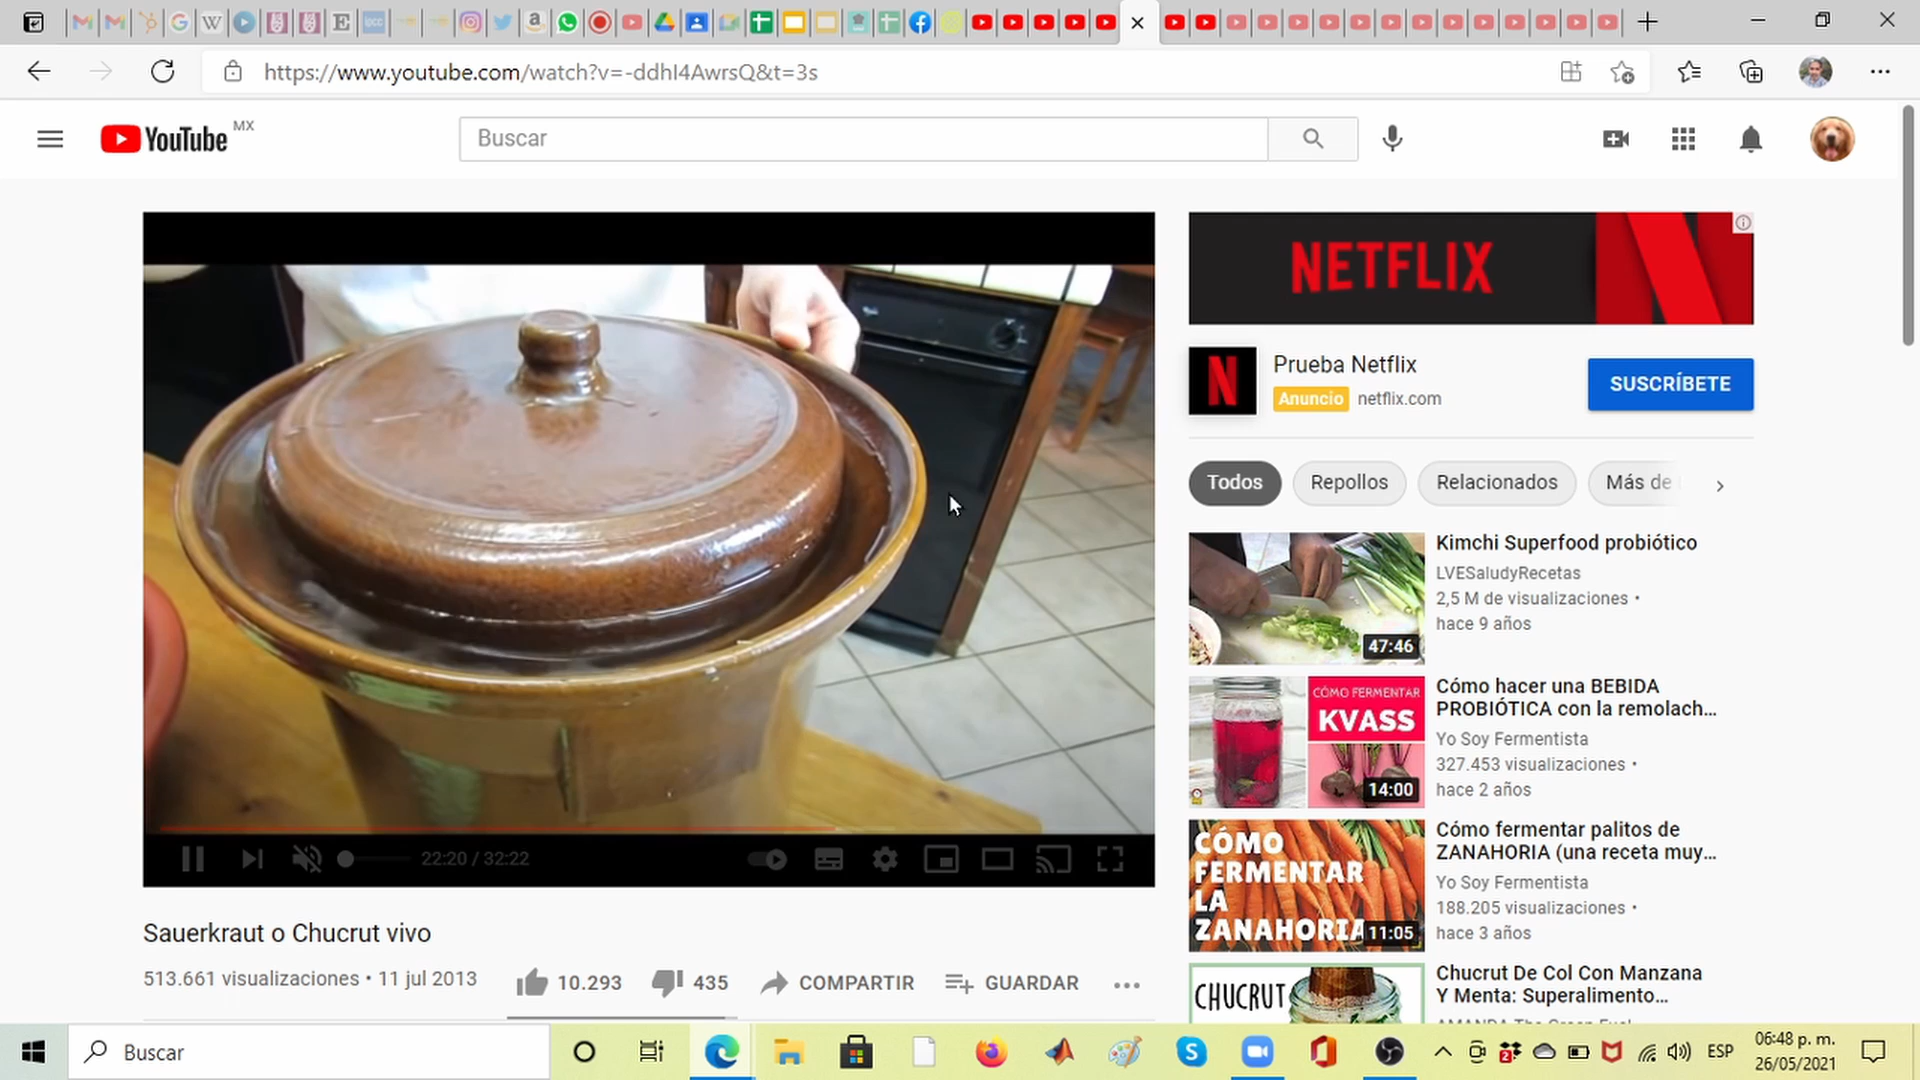 https://www.youtube.com/watch?v=-ddhI4AwrsQ&t=3s
YouTube MX
Buscar
NETFLIX
Prueba Netflix
Anuncio netflix.com
SUSCRÍBETE
Todos
Repollos
Relacionados
Más de
Kimchi Superfood probiótico
LVESaludyRecetas
2,5 M de visualizaciones •
hace 9 años
47:46
Cómo hacer una BEBIDA
PROBIÓTICA con la remolach...
Yo Soy Fermentista
327.453 visualizaciones •
hace 2 años
CÓMO FERMENTAR
KVASS
14:00
Cómo fermentar palitos de
ZANAHORIA (una receta muy...
Yo Soy Fermentista
188.205 visualizaciones •
hace 3 años
CÓMO
FERMENTAR
LA
ZANAHORIA
11:05
Chucrut De Col Con Manzana
Y Menta: Superalimento...
CHUCRUT
22:20 / 32:22
Sauerkraut o Chucrut vivo
513.661 visualizaciones • 11 jul 2013
10.293
435
COMPARTIR
GUARDAR
Buscar
ESP
06:48 p. m.
26/05/2021